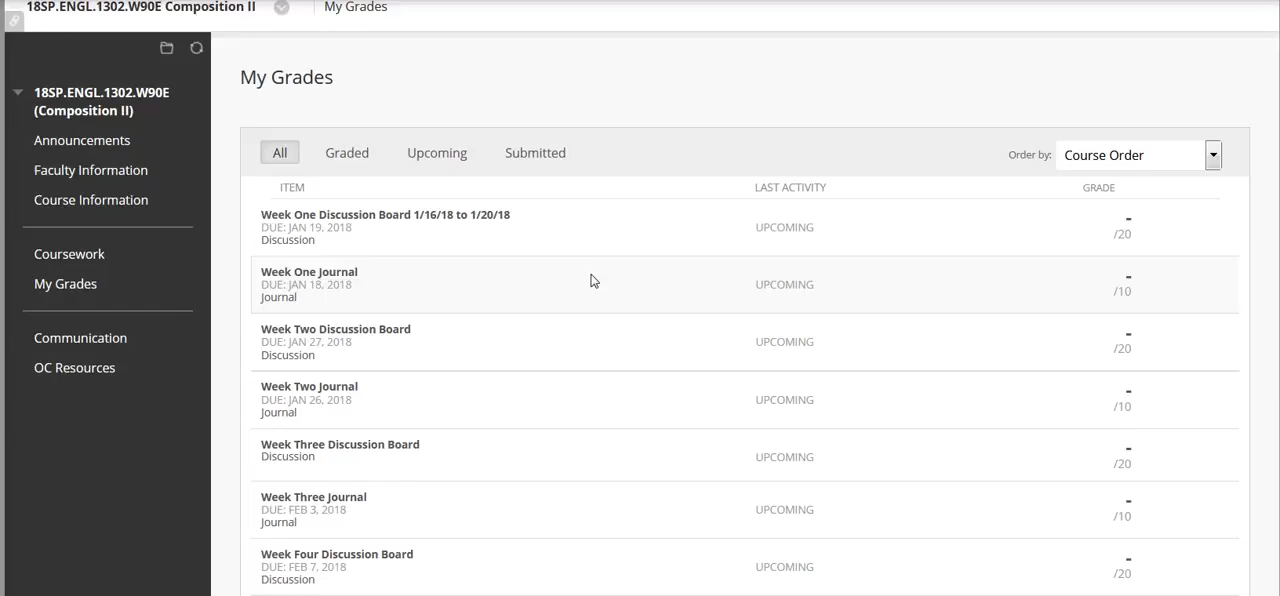 18SP.ENGL.1302.W90E Composition II
My Grades
18SP.ENGL.1302.W90E
(Composition II)
Announcements
Faculty Information
Course Information
Coursework
My Grades
Communication
OC Resources
My Grades
All Graded Upcoming Submitted Order by: Course Order
ITEM LAST ACTIVITY GRADE
Week One Discussion Board 1/16/18 to 1/20/18
DUE: JAN 19, 2018
Discussion
UPCOMING
-
/20
Week One Journal
DUE: JAN 18, 2018
Journal
UPCOMING
-
/10
Week Two Discussion Board
DUE: JAN 27, 2018
Discussion
UPCOMING
-
/20
Week Two Journal
DUE: JAN 26, 2018
Journal
UPCOMING
-
/10
Week Three Discussion Board
Discussion
UPCOMING
-
/20
Week Three Journal
DUE: FEB 3, 2018
Journal
UPCOMING
-
/10
Week Four Discussion Board
DUE: FEB 7, 2018
Discussion
UPCOMING
-
/20